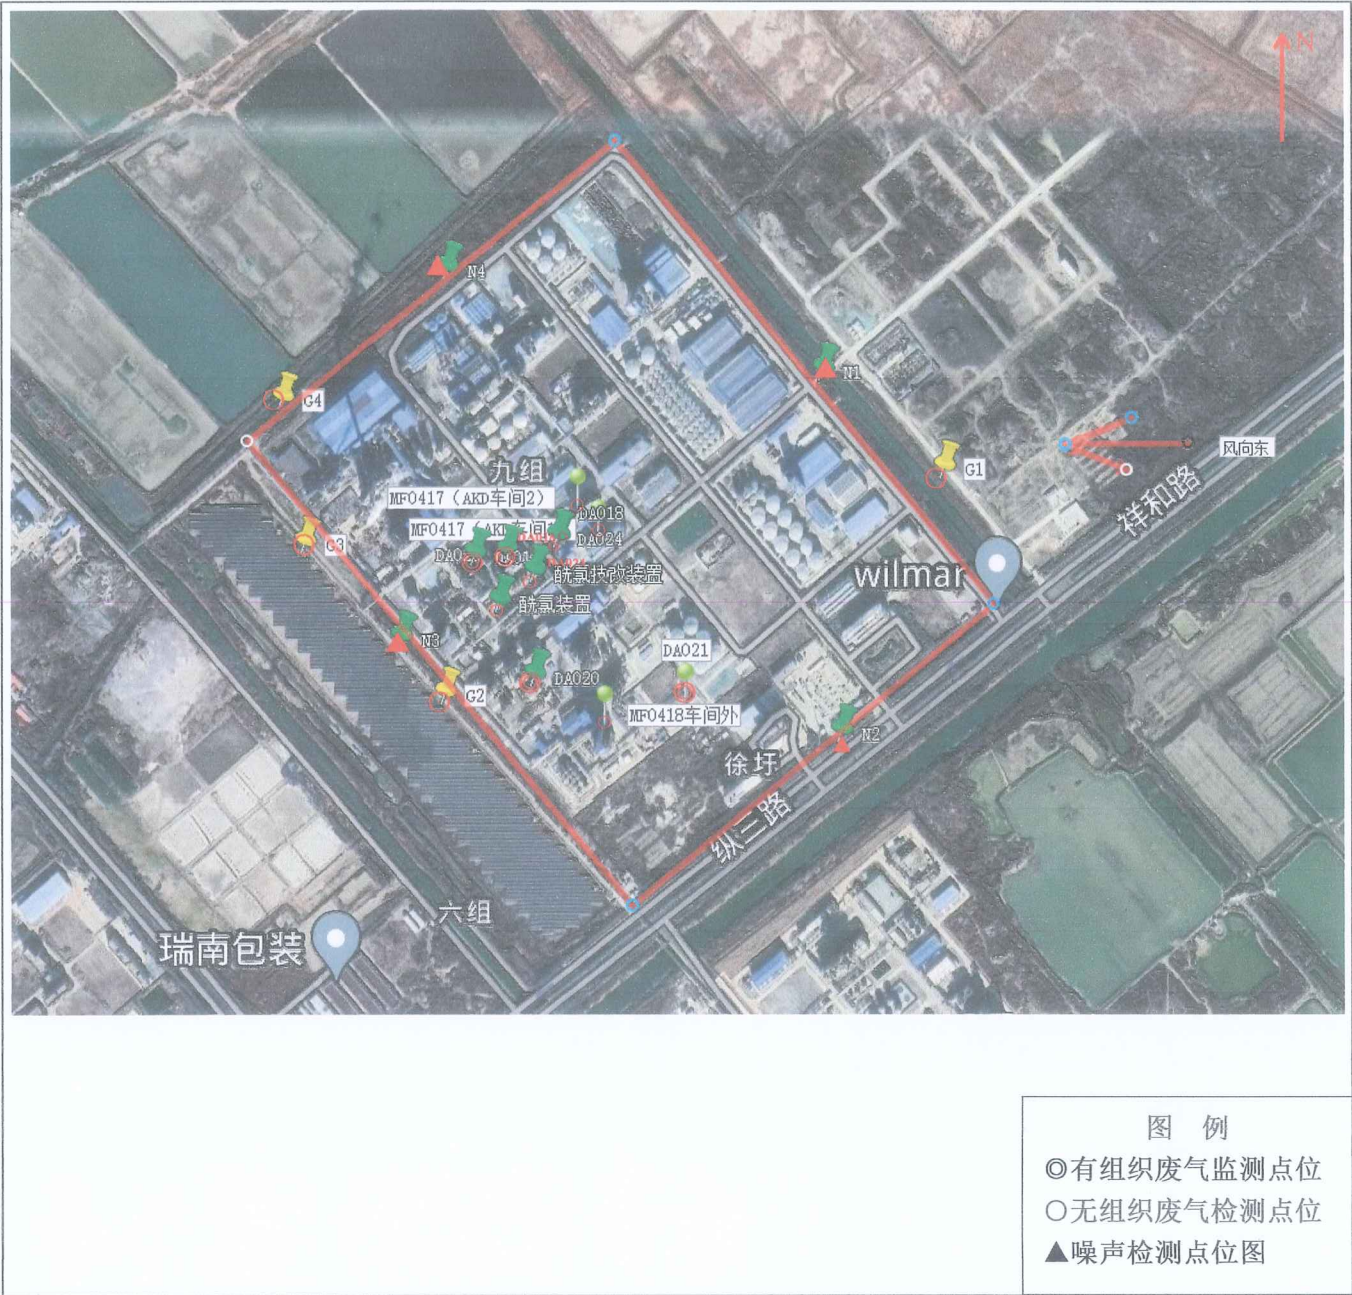 N
N4
N1
G4
G1
风向东
祥和路
九组
MF0417（AKD车间2）
DA018
MF0417（AKD车间
DA024
G3
酰氯技改装置
wilmar
酰氯装置
N3
DA021
DA020
G2
MF0418车间外
N2
徐圩
纵三路
六组
瑞南包装
图 例
◎有组织废气监测点位
○无组织废气检测点位
▲噪声检测点位图